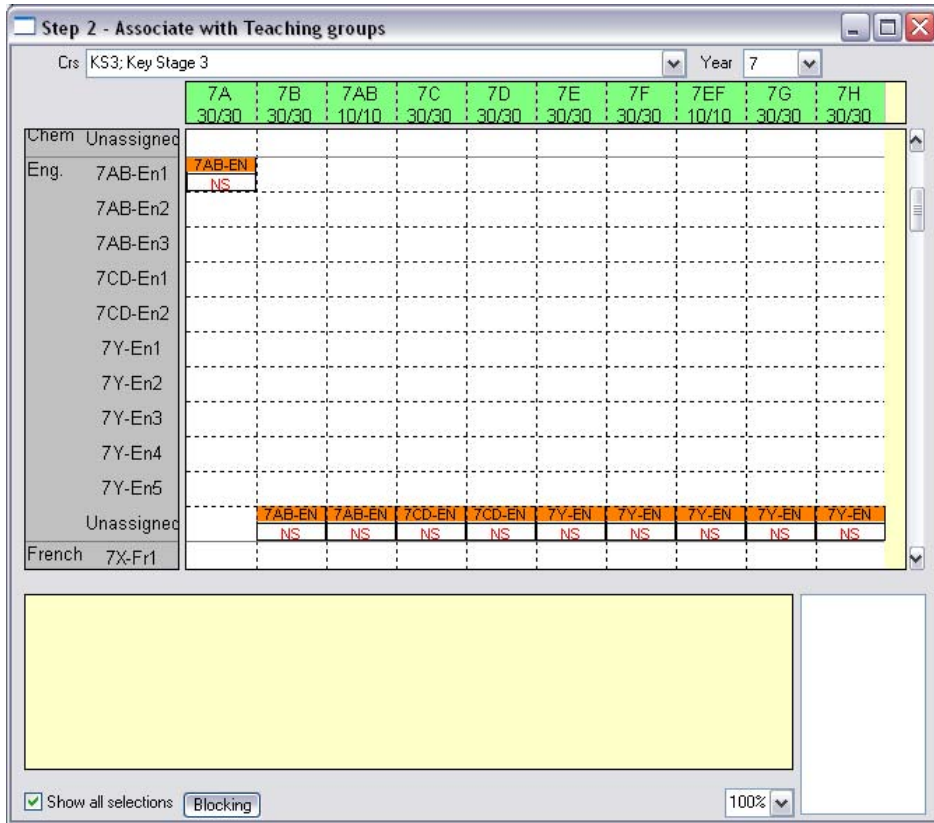 Step 2 - Associate with Teaching groups
Crs KS3; Key Stage 3 Year 7
7A 7B 7AB 7C 7D 7E 7F 7EF 7G 7H
30/30 30/30 10/10 30/30 30/30 30/30 30/30 10/10 30/30 30/30
Chem Unassigned
7AB-EN
Eng. 7AB-En1
NS
7AB-En2
7AB-En3
7CD-En1
7CD-En2
7Y-En1
7Y-En2
7Y-En3
7Y-En4
7Y-En5
7AB-EN 7AB-EN 7CD-EN 7CD-EN 7Y-EN 7Y-EN 7Y-EN 7Y-EN 7Y-EN
Unassigned
NS NS NS NS NS NS NS NS NS
French 7X-Fr1
Show all selections Blocking 100%